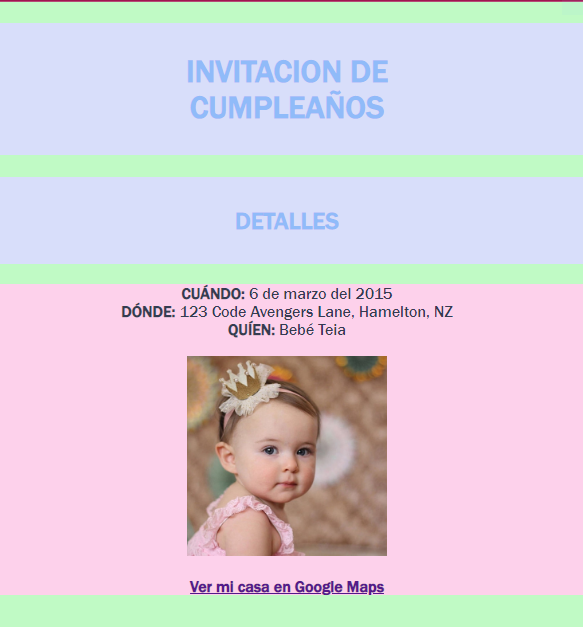 INVITACION DE
CUMPLEAÑOS
DETALLES
CUÁNDO: 6 de marzo del 2015
DÓNDE: 123 Code Avengers Lane, Hamelton, NZ
QUÍEN: Bebé Teia
Ver mi casa en Google Maps